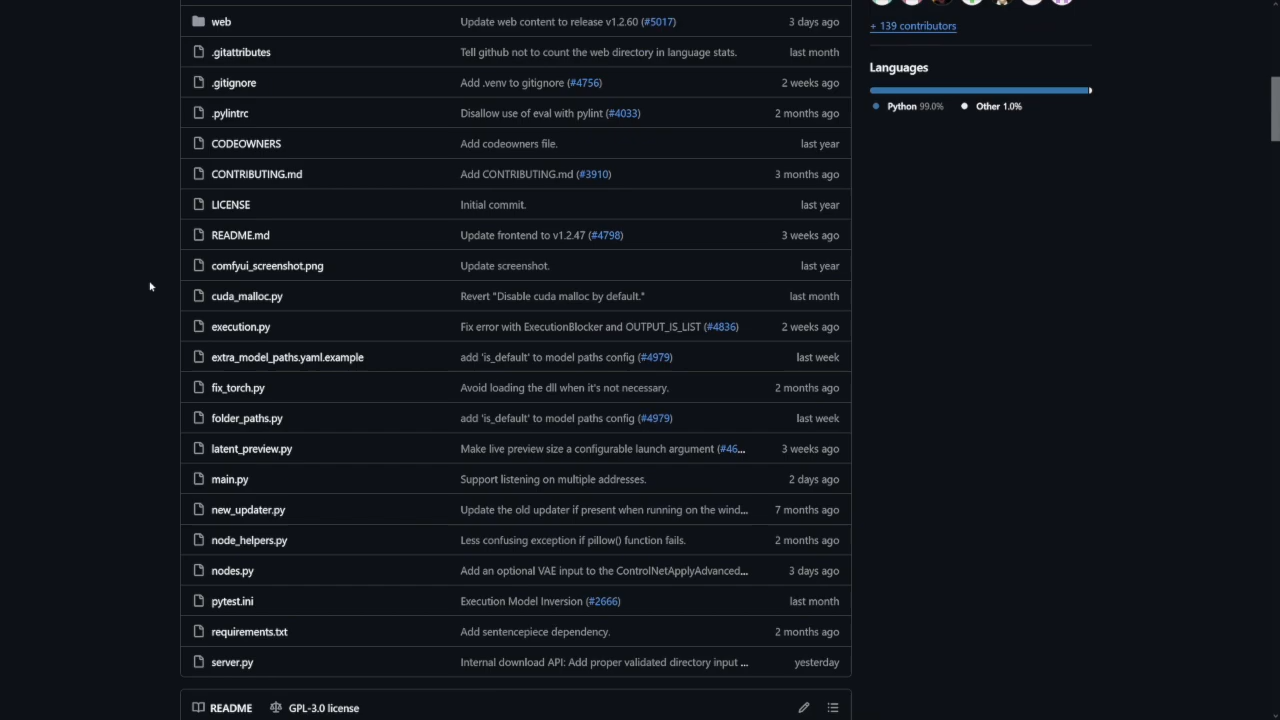 web Update web content to release v1.2.60 (#5017) 3 days ago
.gitattributes Tell github not to count the web directory in language stats. last month
.gitignore Add .venv to gitignore (#4756) 2 weeks ago
.pylintrc Disallow use of eval with pylint (#4033) 2 months ago
CODEOWNERS Add codeowners file. last year
CONTRIBUTING.md Add CONTRIBUTING.md (#3910) 3 months ago
LICENSE Initial commit. last year
README.md Update frontend to v1.2.47 (#4798) 3 weeks ago
comfyui_screenshot.png Update screenshot. last year
cuda_malloc.py Revert "Disable cuda malloc by default." last month
execution.py Fix error with ExecutionBlocker and OUTPUT_IS_LIST (#4836) 2 weeks ago
extra_model_paths.yaml.example add 'is_default' to model paths config (#4979) last week
fix_torch.py Avoid loading the dll when it's not necessary. 2 months ago
folder_paths.py add 'is_default' to model paths config (#4979) last week
latent_preview.py Make live preview size a configurable launch argument (#46... 3 weeks ago
main.py Support listening on multiple addresses. 2 days ago
new_updater.py Update the old updater if present when running on the wind... 7 months ago
node_helpers.py Less confusing exception if pillow() function fails. 2 months ago
nodes.py Add an optional VAE input to the ControlNetApplyAdvanced... 3 days ago
pytest.ini Execution Model Inversion (#2666) last month
requirements.txt Add sentencepiece dependency. 2 months ago
server.py Internal download API: Add proper validated directory input ... yesterday
README GPL-3.0 license
+ 139 contributors
Languages
Python 99.0% Other 1.0%